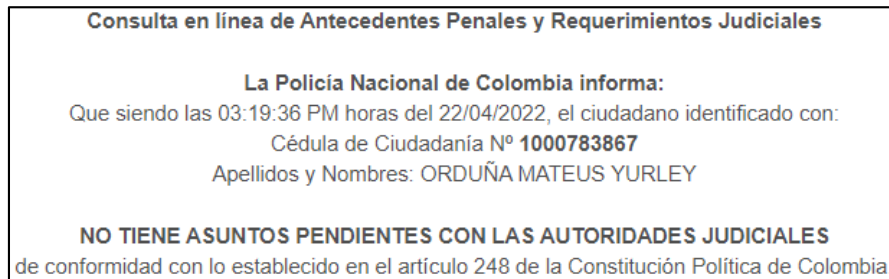 Consulta en línea de Antecedentes Penales y Requerimientos Judiciales
La Policía Nacional de Colombia informa:
Que siendo las 03:19:36 PM horas del 22/04/2022, el ciudadano identificado con:
Cédula de Ciudadanía Nº 1000783867
Apellidos y Nombres: ORDUÑA MATEUS YURLEY
NO TIENE ASUNTOS PENDIENTES CON LAS AUTORIDADES JUDICIALES
de conformidad con lo establecido en el artículo 248 de la Constitución Política de Colombia.